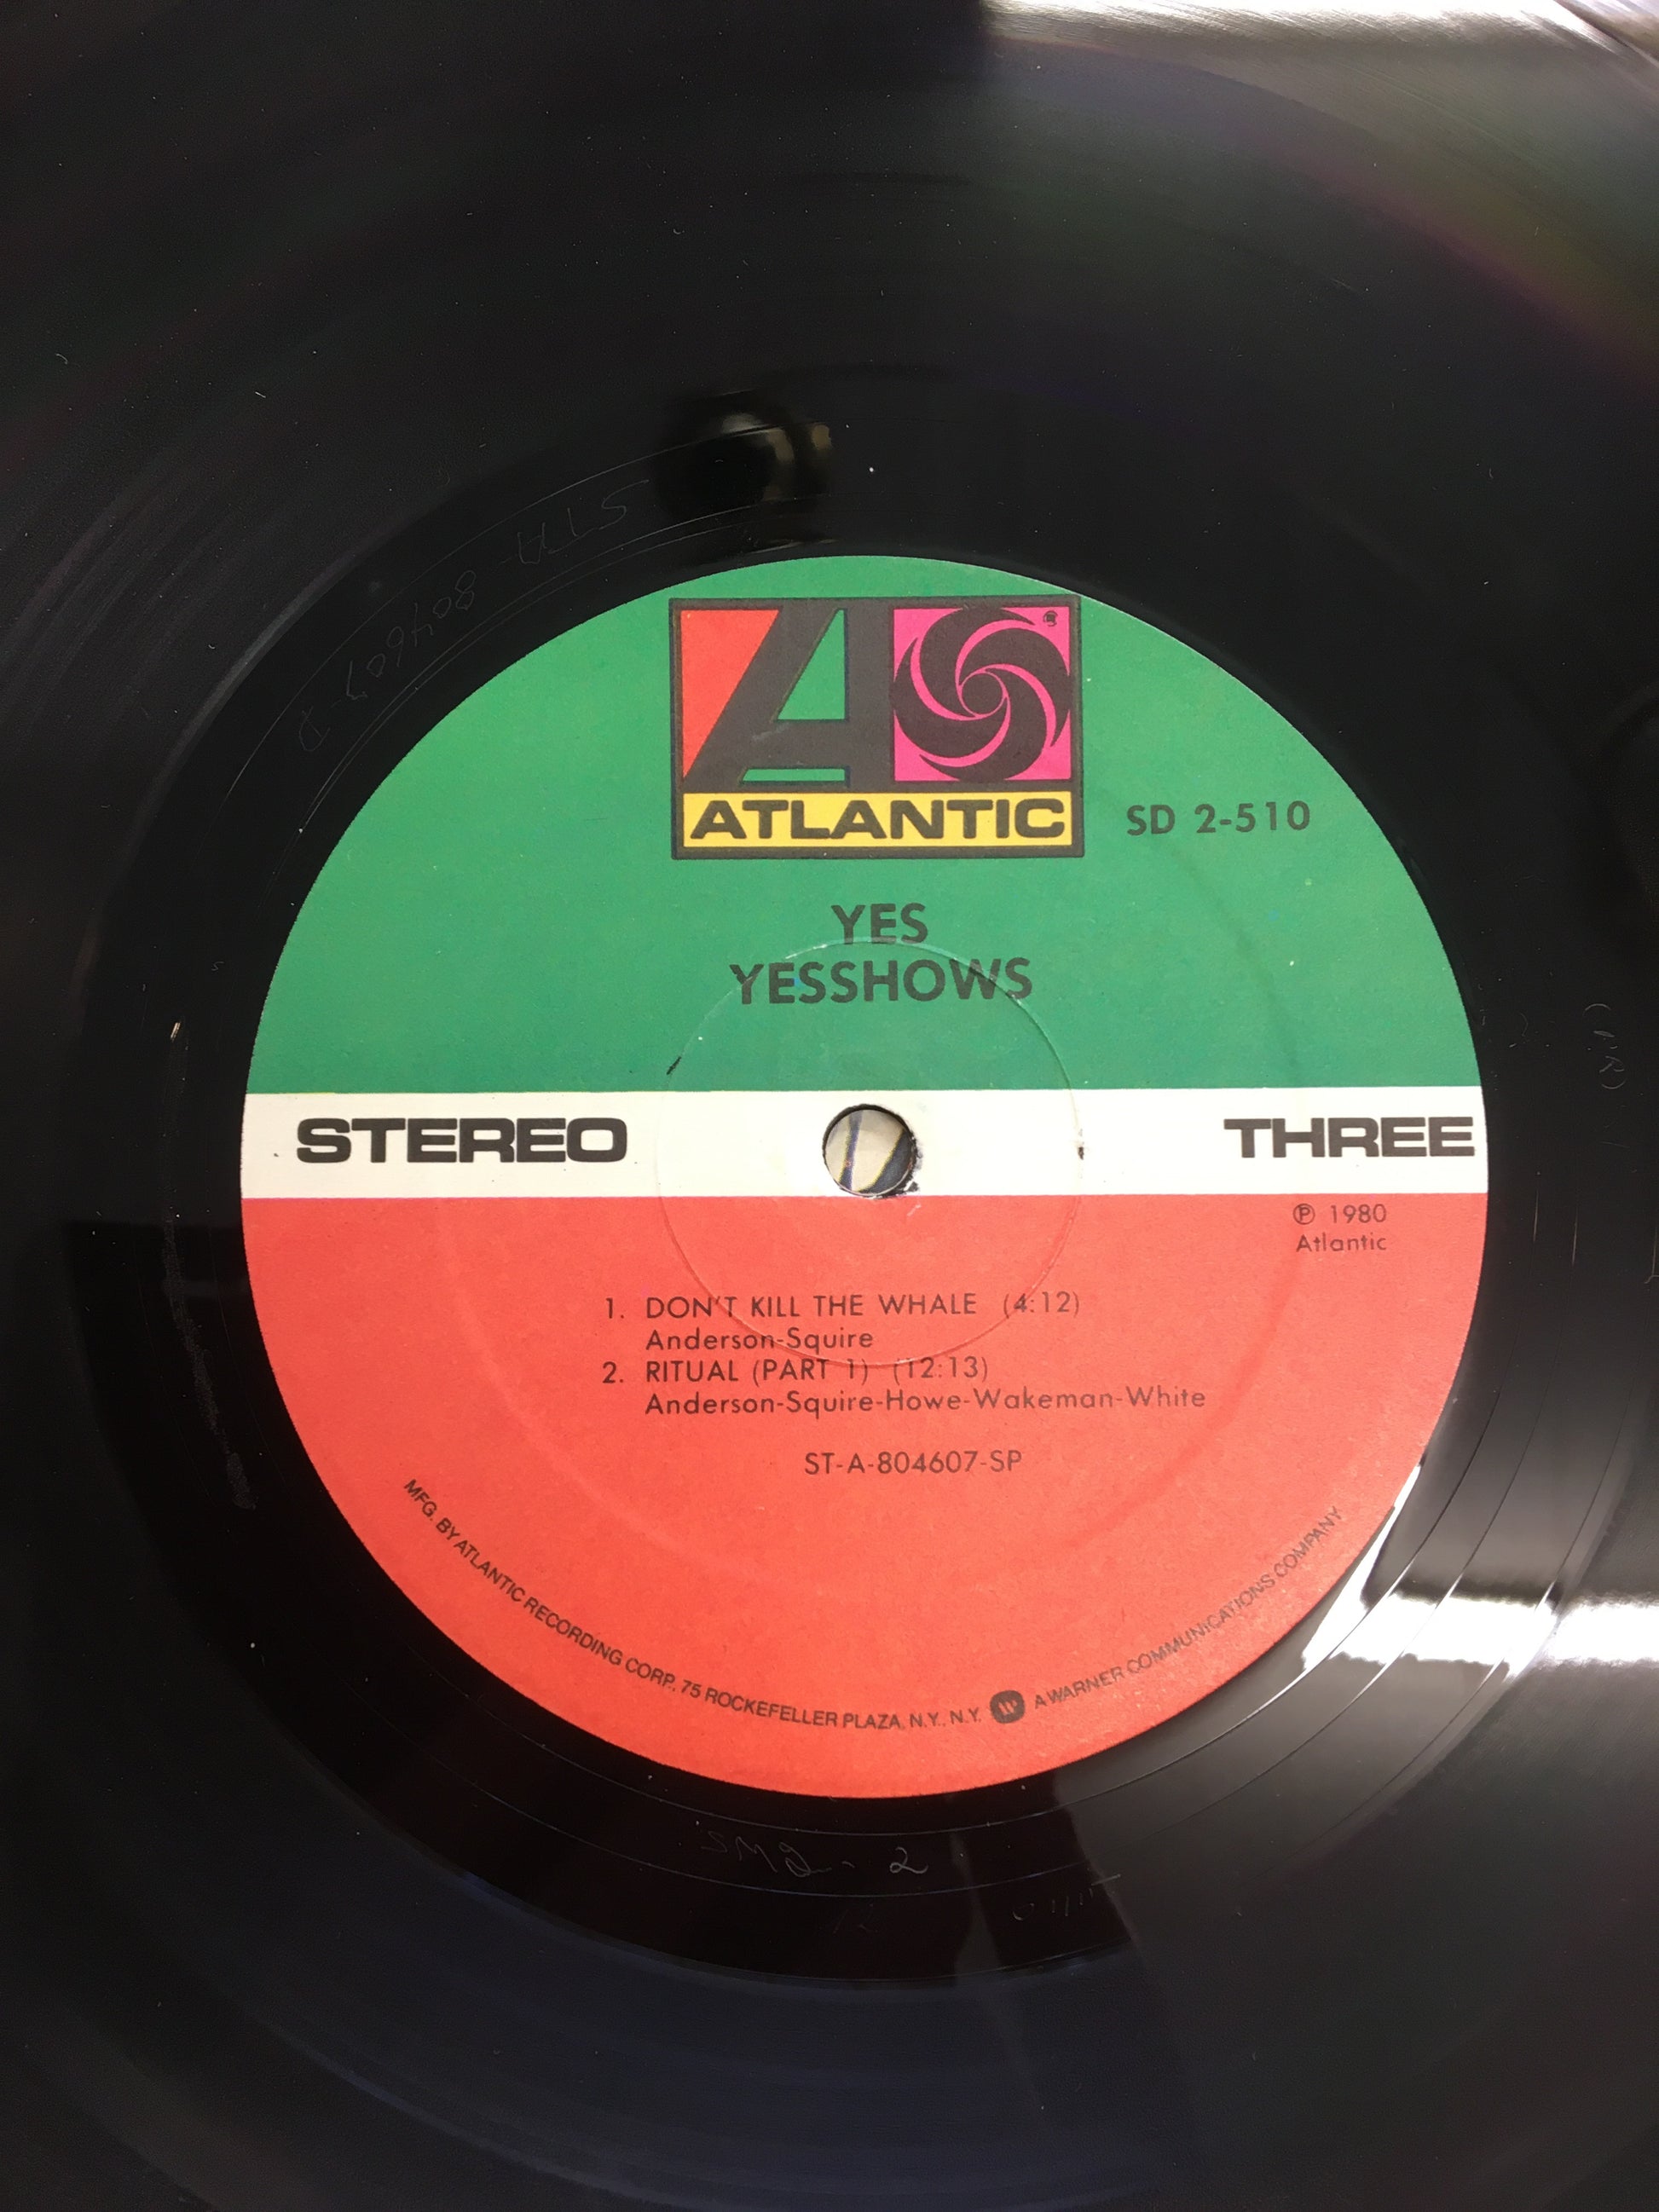 ATLANTIC
SD 2-510
YES
YESSHOWS
STEREO
THREE
℗ 1980
Atlantic
1. DON'T KILL THE WHALE (4:12)
Anderson-Squire
2. RITUAL (PART 1) (12:13)
Anderson-Squire-Howe-Wakeman-White
ST-A-804607-SP
MFG. BY ATLANTIC RECORDING CORP., 75 ROCKEFELLER PLAZA, N.Y., N.Y. A WARNER COMMUNICATIONS COMPANY